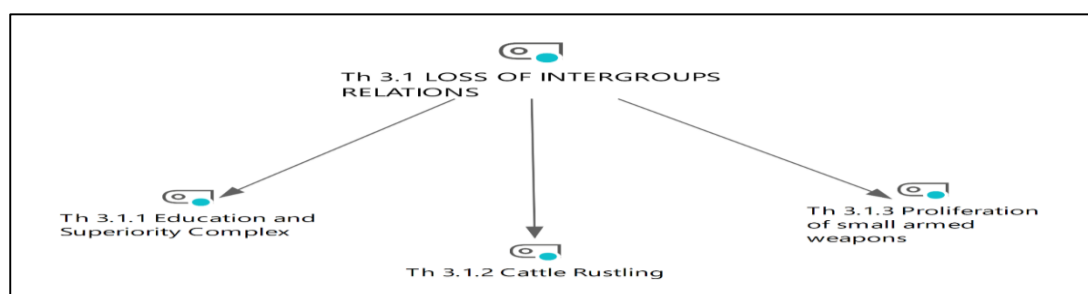 Th 3.1 LOSS OF INTERGROUPS
RELATIONS
Th 3.1.1 Education and
Superiority Complex
Th 3.1.2 Cattle Rustling
Th 3.1.3 Proliferation
of small armed
weapons